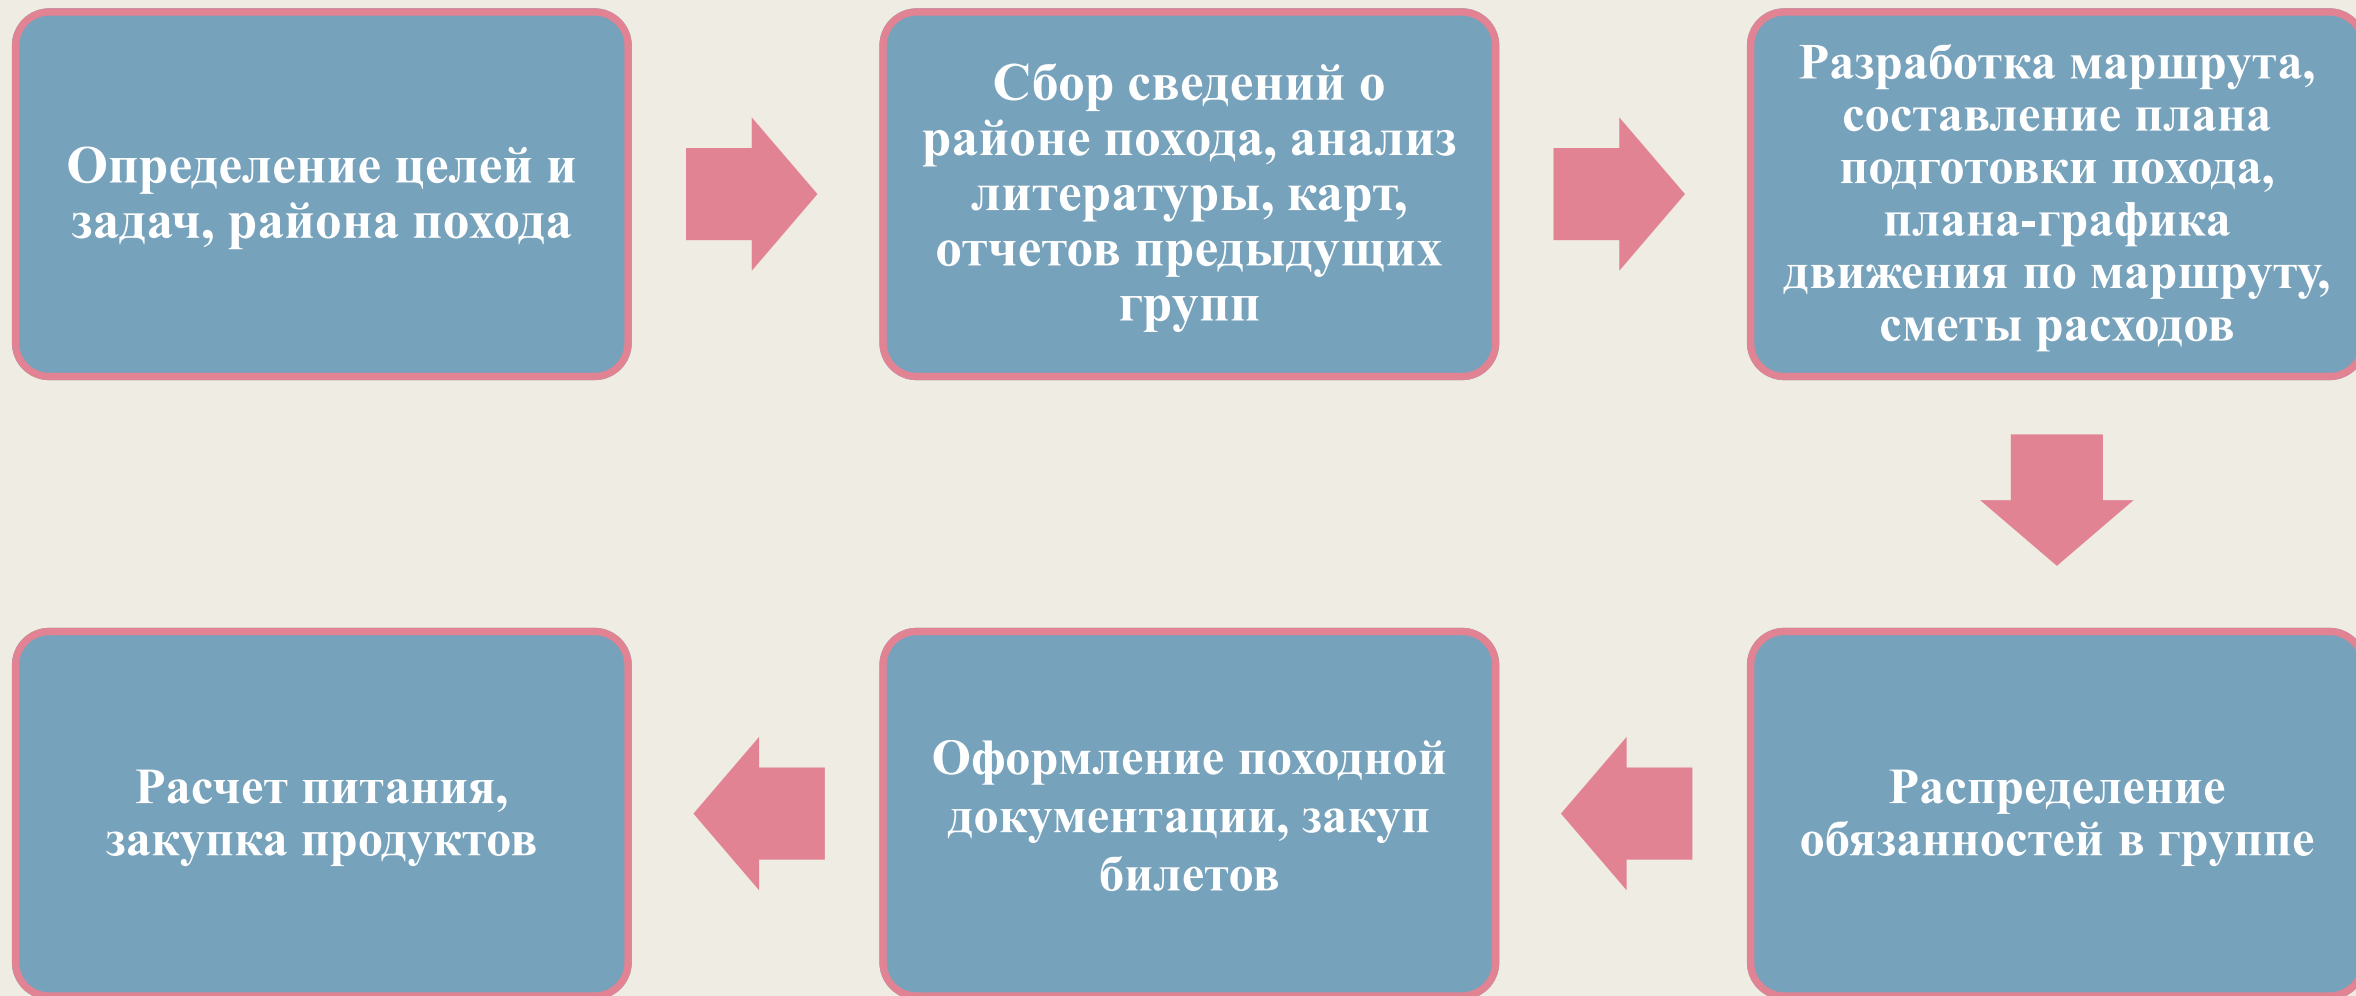 Определение целей и
задач, района похода
Сбор сведений о
районе похода, анализ
литературы, карт,
отчетов предыдущих
групп
Разработка маршрута,
составление плана
подготовки похода,
плана-графика
движения по маршруту,
сметы расходов
Распределение
обязанностей в группе
Оформление походной
документации, закуп
билетов
Расчет питания,
закупка продуктов